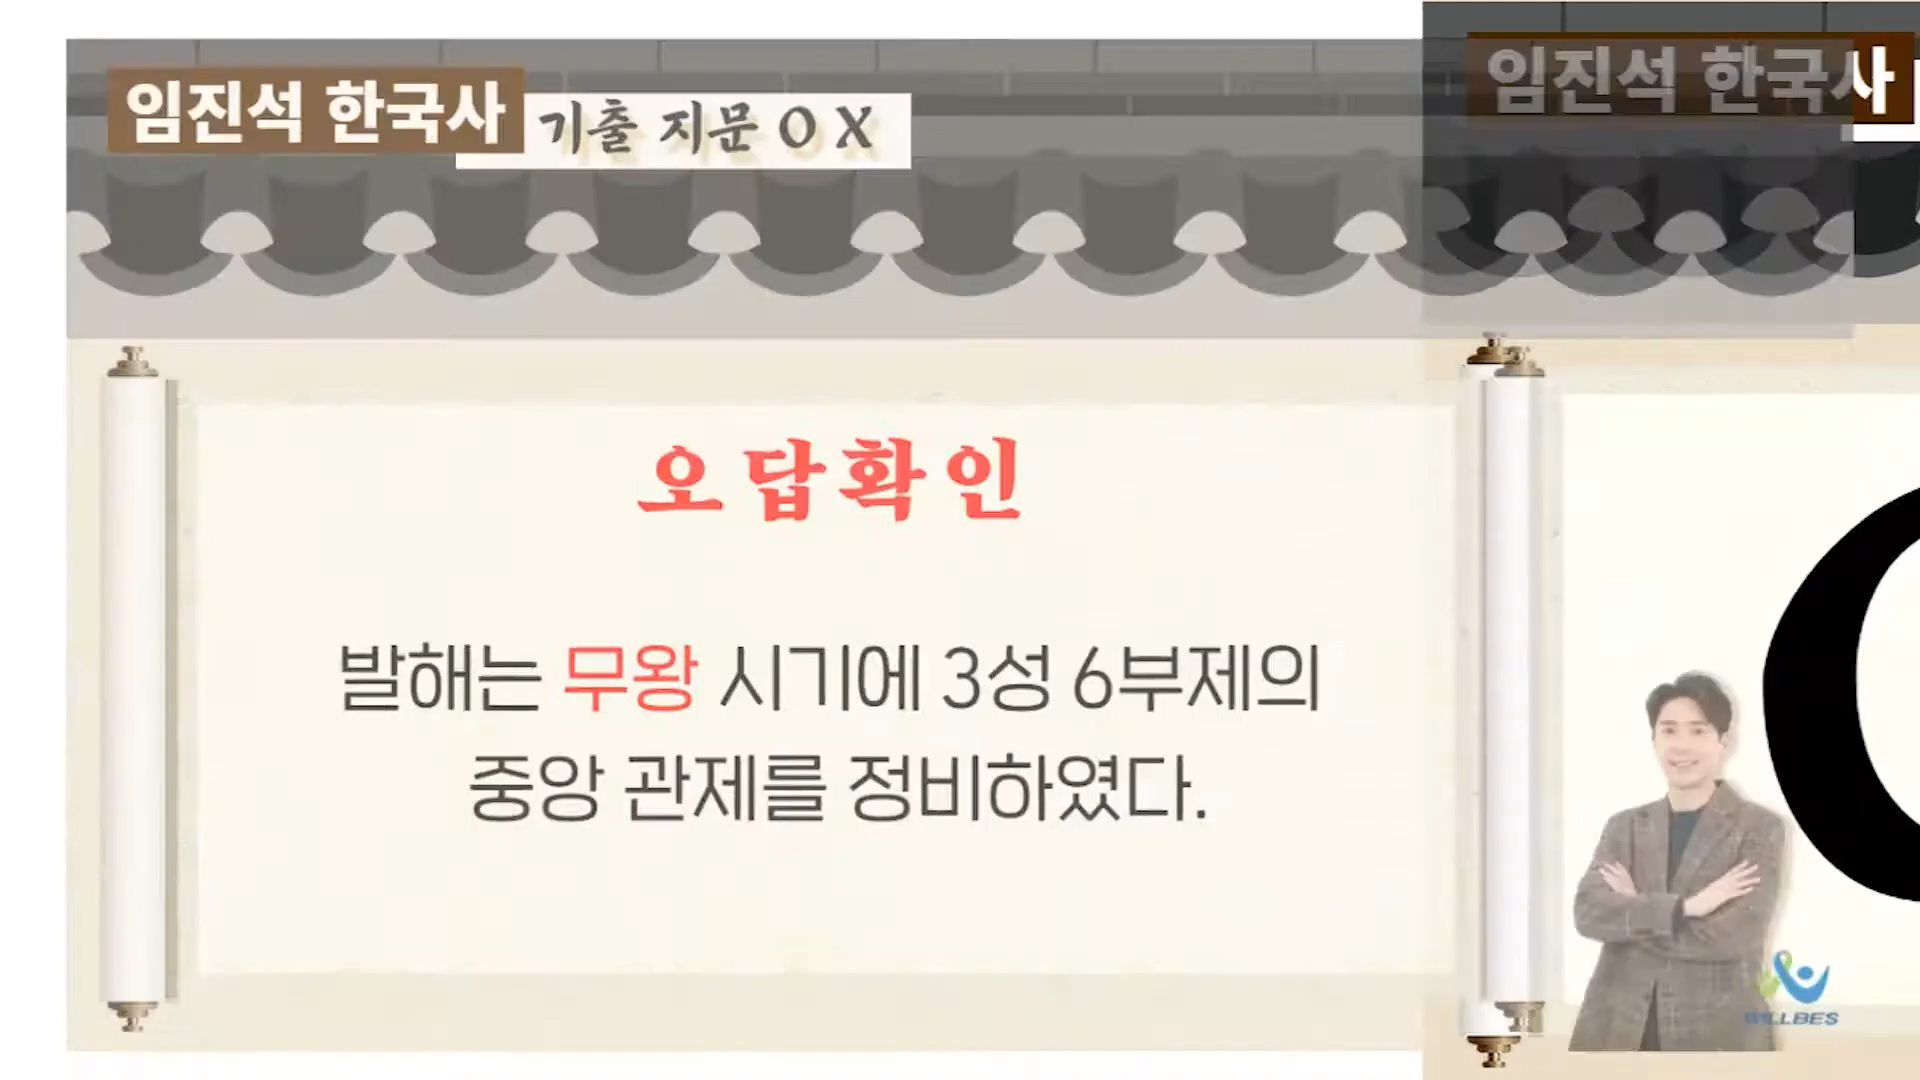 임진석 한국사
기출 지문 O X
임진석 한국사
오답확인
발해는 무왕 시기에 3성 6부제의
중앙 관제를 정비하였다.
WILLBES